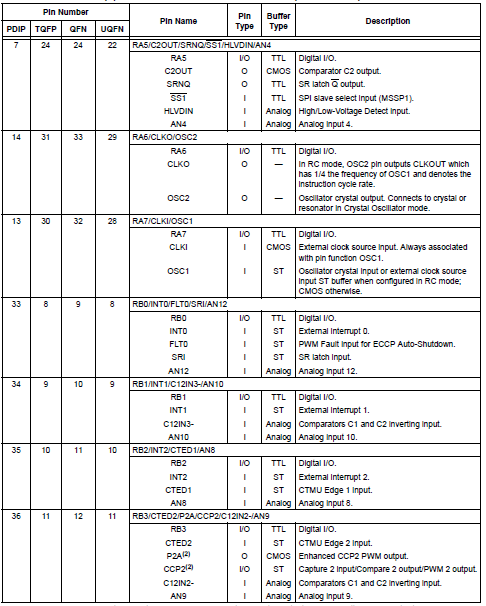 Pin Number Pin Name Pin Type Buffer Type Description
PDIP TQFP QFN UQFN
7 24 24 22 RA5/C2OUT/SRNQ/SS1/HLVDIN/AN4
RA5 I/O TTL Digital I/O.
C2OUT O CMOS Comparator C2 output.
SRNQ O TTL SR latch Q output.
SS1 I TTL SPI slave select input (MSSP1).
HLVDIN I Analog High/Low-Voltage Detect input.
AN4 I Analog Analog input 4.
14 31 33 29 RA6/CLKO/OSC2
RA6 I/O TTL Digital I/O.
CLKO O — In RC mode, OSC2 pin outputs CLKOUT which
has 1/4 the frequency of OSC1 and denotes the
instruction cycle rate.
OSC2 O — Oscillator crystal output. Connects to crystal or
resonator in Crystal Oscillator mode.
13 30 32 28 RA7/CLKI/OSC1
RA7 I/O TTL Digital I/O.
CLKI I CMOS External clock source input. Always associated
with pin function OSC1.
OSC1 I ST Oscillator crystal input or external clock source
input ST buffer when configured in RC mode;
CMOS otherwise.
33 8 9 8 RB0/INT0/FLT0/SRI/AN12
RB0 I/O TTL Digital I/O.
INT0 I ST External interrupt 0.
FLT0 I ST PWM Fault input for ECCP Auto-Shutdown.
SRI I ST SR latch input.
AN12 I Analog Analog input 12.
34 9 10 9 RB1/INT1/C12IN3-/AN10
RB1 I/O TTL Digital I/O.
INT1 I ST External interrupt 1.
C12IN3- I Analog Comparators C1 and C2 inverting input.
AN10 I Analog Analog input 10.
35 10 11 10 RB2/INT2/CTED1/AN8
RB2 I/O TTL Digital I/O.
INT2 I ST External interrupt 2.
CTED1 I ST CTMU Edge 1 input.
AN8 I Analog Analog input 8.
36 11 12 11 RB3/CTED2/P2A/CCP2/C12IN2-/AN9
RB3 I/O TTL Digital I/O.
CTED2 I ST CTMU Edge 2 input.
P2A(2) O CMOS Enhanced CCP2 PWM output.
CCP2(2) I/O ST Capture 2 input/Compare 2 output/PWM 2 output.
C12IN2- I Analog Comparators C1 and C2 inverting input.
AN9 I Analog Analog input 9.